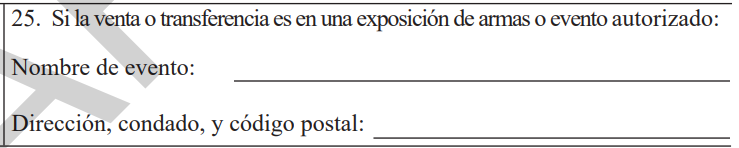 25. Si la venta o transferencia es en una exposición de armas o evento autorizado:
Nombre de evento:
Dirección, condado, y código postal: